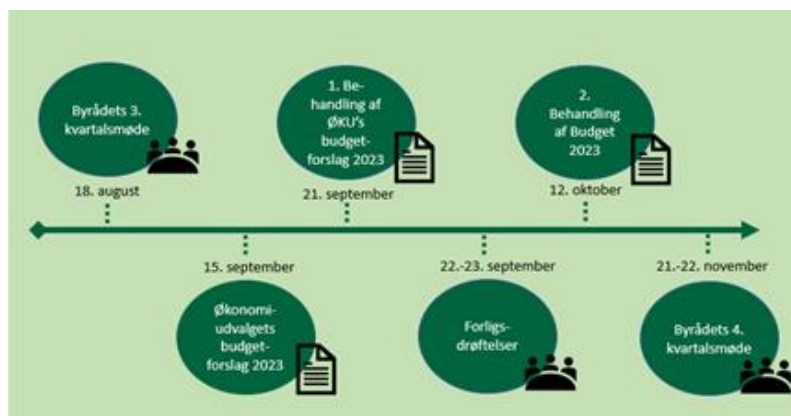 Byrådets 3.
kvartalsmøde
18. august
1. Be-
handling af
ØKU's
budget-
forslag 2023
21. september
2.
Behandling
af Budget
2023
12. oktober
15. september
Økonomi-
udvalgets
budget-
forslag 2023
22.-23. september
Forligs-
drøftelser
21.-22. november
Byrådets 4.
kvartalsmøde